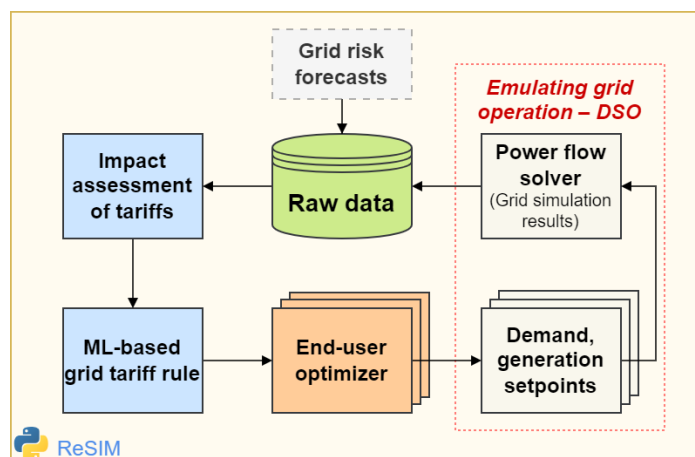 Grid risk
forecasts
Emulating grid
operation – DSO
Impact
assessment
of tariffs
Raw data
Power flow
solver
(Grid simulation
results)
ML-based
grid tariff rule
End-user
optimizer
Demand,
generation
setpoints
ReSIM